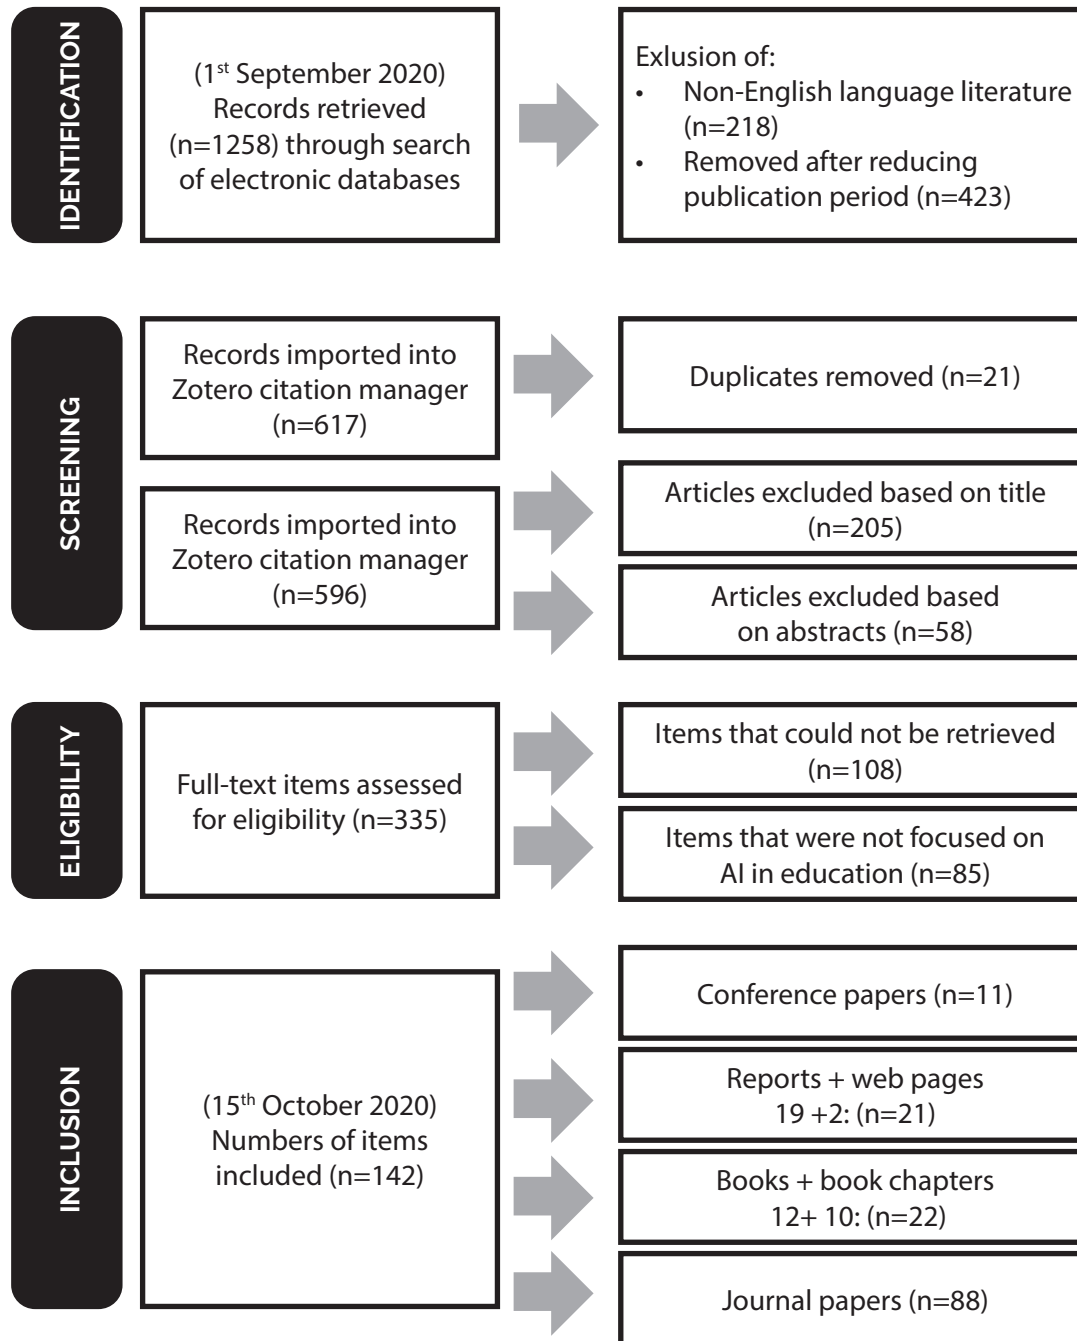 IDENTIFICATION
(1st September 2020)
Records retrieved
(n=1258) through search
of electronic databases
Exlusion of:
• Non-English language literature
(n=218)
• Removed after reducing
publication period (n=423)
SCREENING
Records imported into
Zotero citation manager
(n=617)
Duplicates removed (n=21)
Records imported into
Zotero citation manager
(n=596)
Articles excluded based on title
(n=205)
Articles excluded based
on abstracts (n=58)
ELIGIBILITY
Full-text items assessed
for eligibility (n=335)
Items that could not be retrieved
(n=108)
Items that were not focused on
AI in education (n=85)
INCLUSION
(15th October 2020)
Numbers of items
included (n=142)
Conference papers (n=11)
Reports + web pages
19 +2: (n=21)
Books + book chapters
12+ 10: (n=22)
Journal papers (n=88)